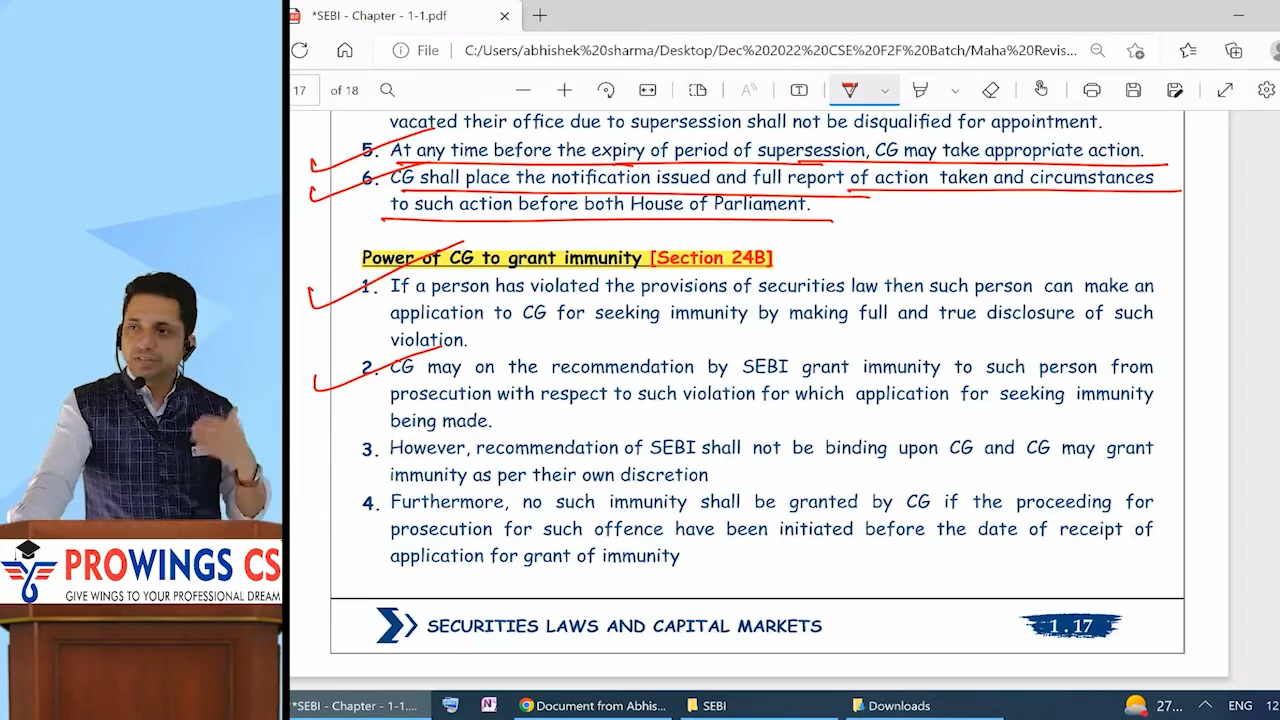 *SEBI - Chapter - 1-1.pdf
File C:/Users/abhishek%20sharma/Desktop/Dec%202022%20CSE%20F2F%20Batch/Maha%20Revis...
17 of 18
vacated their office due to supersession shall not be disqualified for appointment.
5. At any time before the expiry of period of supersession, CG may take appropriate action.
6. CG shall place the notification issued and full report of action taken and circumstances
to such action before both House of Parliament.
Power of CG to grant immunity [Section 24B]
1. If a person has violated the provisions of securities law then such person can make an
application to CG for seeking immunity by making full and true disclosure of such
violation.
2. CG may on the recommendation by SEBI grant immunity to such person from
prosecution with respect to such violation for which application for seeking immunity
being made.
3. However, recommendation of SEBI shall not be binding upon CG and CG may grant
immunity as per their own discretion
4. Furthermore, no such immunity shall be granted by CG if the proceeding for
prosecution for such offence have been initiated before the date of receipt of
application for grant of immunity
SECURITIES LAWS AND CAPITAL MARKETS 1.17
PROWINGS CS
GIVE WINGS TO YOUR PROFESSIONAL DREAM
*SEBI - Chapter - 1-1.... Document from Abhis... SEBI Downloads 27... ENG 12